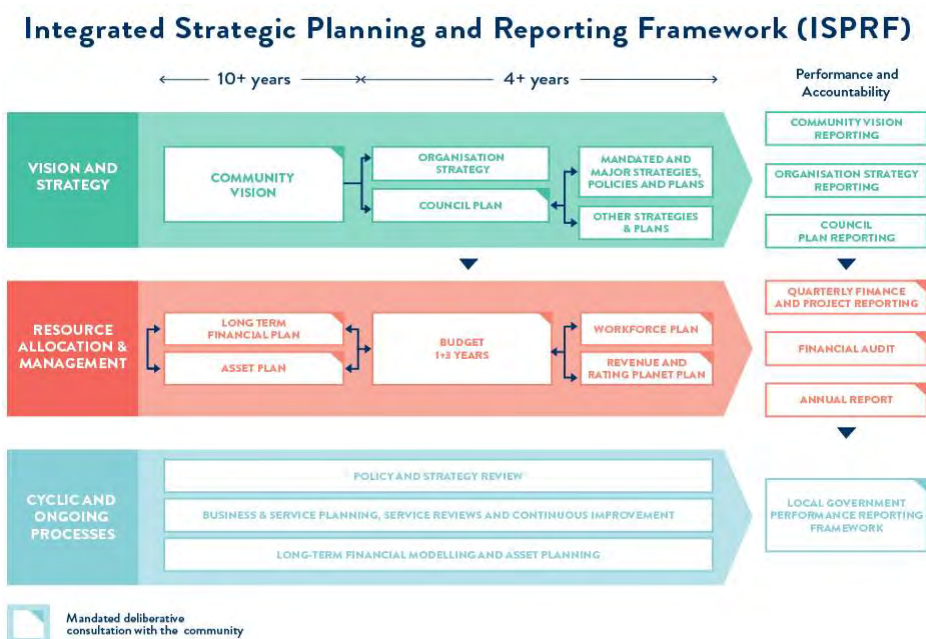 Integrated Strategic Planning and Reporting Framework (ISPRF)
10+ years
4+ years
Performance and
Accountability
VISION AND
STRATEGY
COMMUNITY
VISION
ORGANISATION
STRATEGY
COUNCIL PLAN
MANDATED AND
MAJOR STRATEGIES,
POLICIES AND PLANS
OTHER STRATEGIES
& PLANS
COMMUNITY VISION
REPORTING
ORGANISATION STRATEGY
REPORTING
COUNCIL
PLAN REPORTING
RESOURCE
ALLOCATION &
MANAGEMENT
LONG TERM
FINANCIAL PLAN
ASSET PLAN
BUDGET
1+3 YEARS
WORKFORCE PLAN
REVENUE AND
RATING PLANET PLAN
QUARTERLY FINANCE
AND PROJECT REPORTING
FINANCIAL AUDIT
ANNUAL REPORT
CYCLIC AND
ONGOING
PROCESSES
POLICY AND STRATEGY REVIEW
BUSINESS & SERVICE PLANNING, SERVICE REVIEWS AND CONTINUOUS IMPROVEMENT
LONG-TERM FINANCIAL MODELLING AND ASSET PLANNING
LOCAL GOVERNMENT
PERFORMANCE REPORTING
FRAMEWORK
Mandated deliberative
consultation with the community